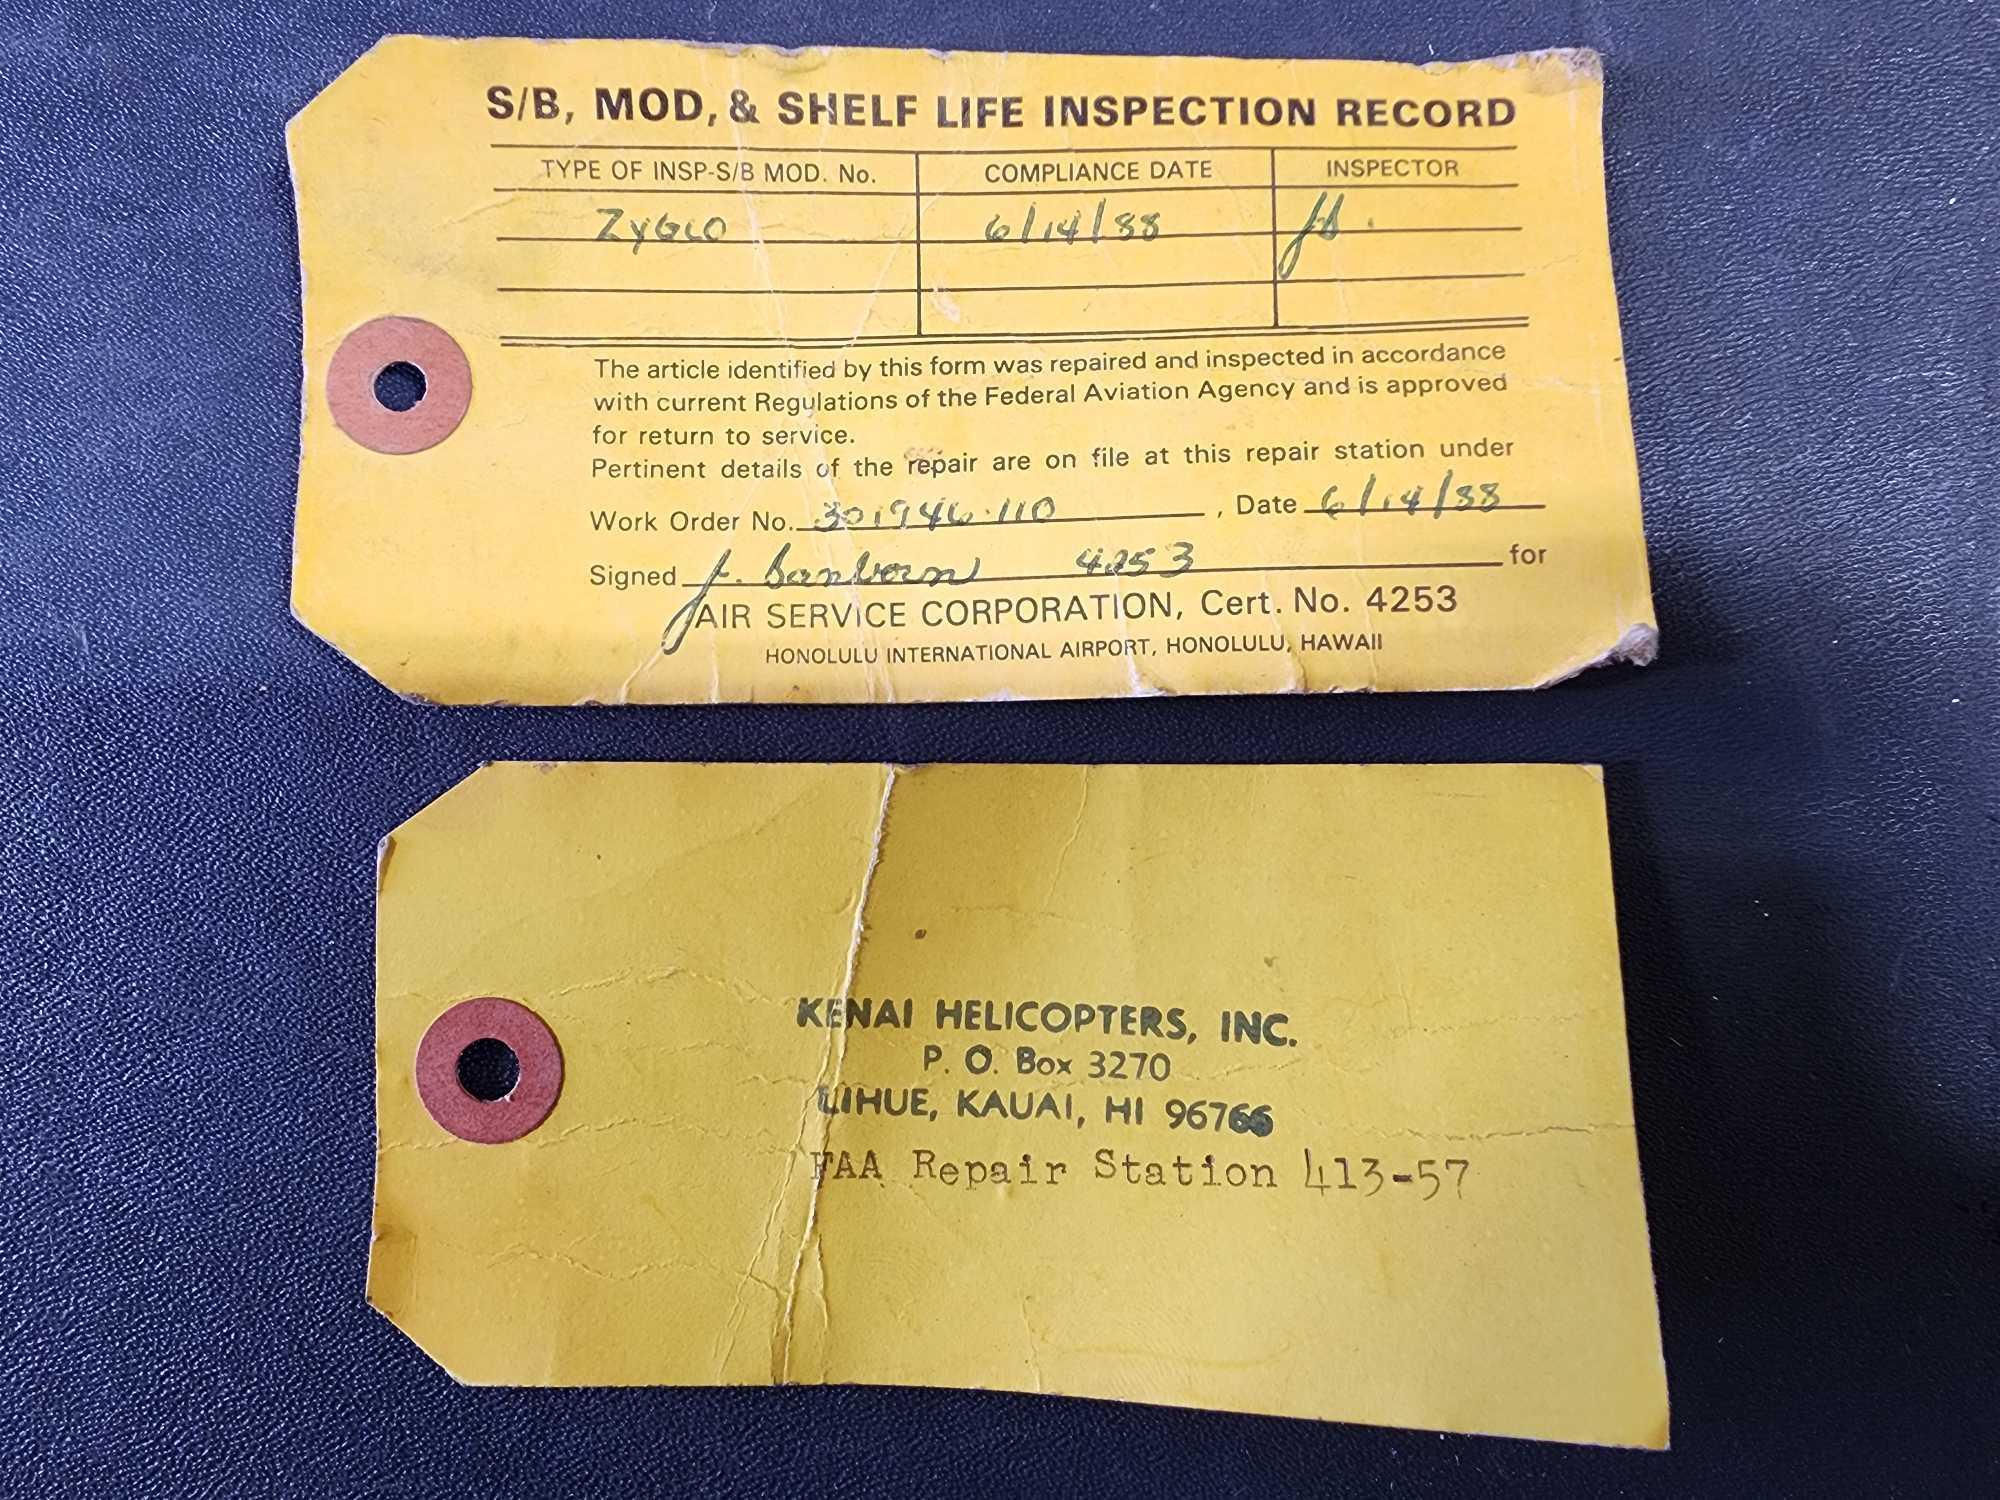 S/B, MOD, & SHELF LIFE INSPECTION RECORD
TYPE OF INSP-S/B MOD. No. COMPLIANCE DATE INSPECTOR
ZYGLO 6/14/88 JS.
The article identified by this form was repaired and inspected in accordance
with current Regulations of the Federal Aviation Agency and is approved
for return to service.
Pertinent details of the repair are on file at this repair station under
Work Order No. 301946-110, Date 6/14/88
Signed J. Sanborn 4253 for
AIR SERVICE CORPORATION, Cert. No. 4253
HONOLULU INTERNATIONAL AIRPORT, HONOLULU, HAWAII
KENAI HELICOPTERS, INC.
P. O. Box 3270
LIHUE, KAUAI, HI 96766
FAA Repair Station 413-57